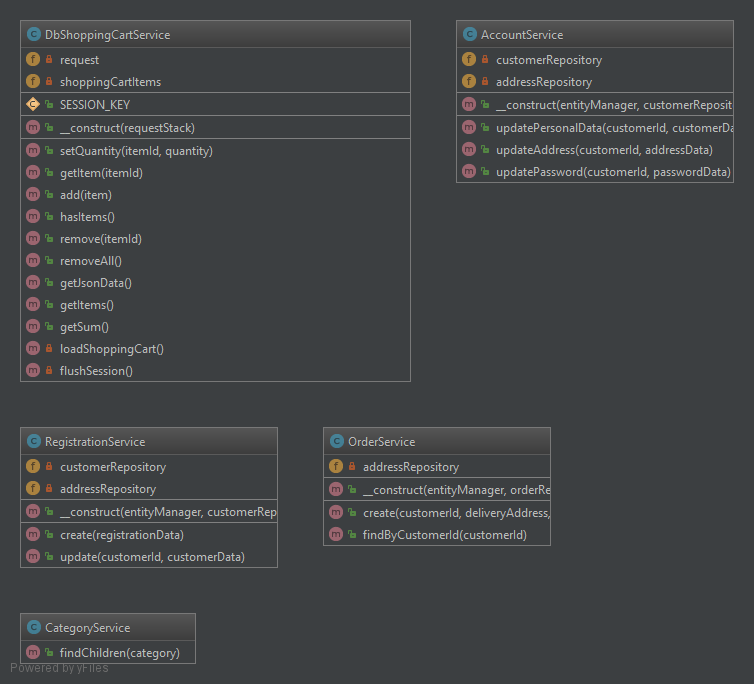 DbShoppingCartService
request
shoppingCartItems
SESSION_KEY
__construct(requestStack)
setQuantity(itemId, quantity)
getItem(itemId)
add(item)
hasItems()
remove(itemId)
removeAll()
getJsonData()
getItems()
getSum()
loadShoppingCart()
flushSession()
AccountService
customerRepository
addressRepository
__construct(entityManager, customerReposit
updatePersonalData(customerId, customerDa
updateAddress(customerId, addressData)
updatePassword(customerId, passwordData)
RegistrationService
customerRepository
addressRepository
__construct(entityManager, customerRep
create(registrationData)
update(customerId, customerData)
OrderService
addressRepository
__construct(entityManager, orderRe
create(customerId, deliveryAddress,
findByCustomerId(customerId)
CategoryService
findChildren(category)
Powered by yFiles